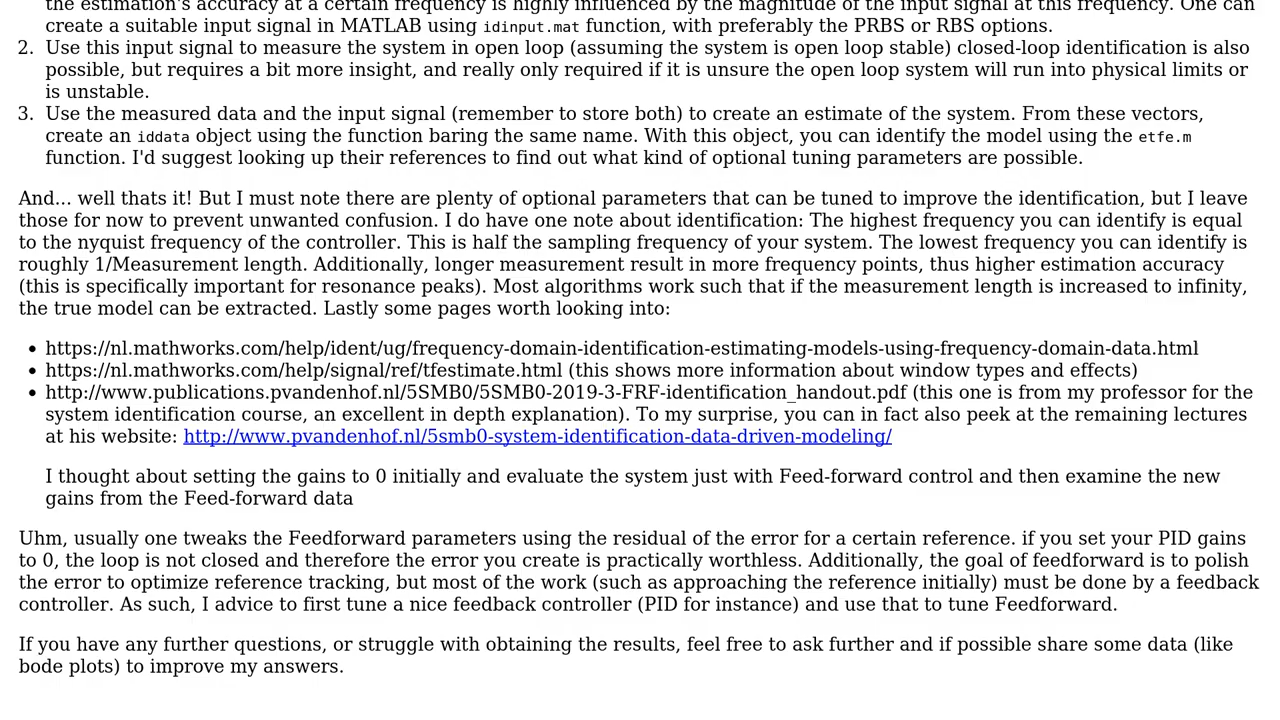 the estimation's accuracy at a certain frequency is highly influenced by the magnitude of the input signal at this frequency. One can
create a suitable input signal in MATLAB using idinput.mat function, with preferably the PRBS or RBS options.
2. Use this input signal to measure the system in open loop (assuming the system is open loop stable) closed-loop identification is also
possible, but requires a bit more insight, and really only required if it is unsure the open loop system will run into physical limits or
is unstable.
3. Use the measured data and the input signal (remember to store both) to create an estimate of the system. From these vectors,
create an iddata object using the function baring the same name. With this object, you can identify the model using the etfe.m
function. I'd suggest looking up their references to find out what kind of optional tuning parameters are possible.
And... well thats it! But I must note there are plenty of optional parameters that can be tuned to improve the identification, but I leave
those for now to prevent unwanted confusion. I do have one note about identification: The highest frequency you can identify is equal
to the nyquist frequency of the controller. This is half the sampling frequency of your system. The lowest frequency you can identify is
roughly 1/Measurement length. Additionally, longer measurement result in more frequency points, thus higher estimation accuracy
(this is specifically important for resonance peaks). Most algorithms work such that if the measurement length is increased to infinity,
the true model can be extracted. Lastly some pages worth looking into:
• https://nl.mathworks.com/help/ident/ug/frequency-domain-identification-estimating-models-using-frequency-domain-data.html
• https://nl.mathworks.com/help/signal/ref/tfestimate.html (this shows more information about window types and effects)
• http://www.publications.pvandenhof.nl/5SMB0/5SMB0-2019-3-FRF-identification_handout.pdf (this one is from my professor for the
system identification course, an excellent in depth explanation). To my surprise, you can in fact also peek at the remaining lectures
at his website: http://www.pvandenhof.nl/5smb0-system-identification-data-driven-modeling/
I thought about setting the gains to 0 initially and evaluate the system just with Feed-forward control and then examine the new
gains from the Feed-forward data
Uhm, usually one tweaks the Feedforward parameters using the residual of the error for a certain reference. if you set your PID gains
to 0, the loop is not closed and therefore the error you create is practically worthless. Additionally, the goal of feedforward is to polish
the error to optimize reference tracking, but most of the work (such as approaching the reference initially) must be done by a feedback
controller. As such, I advice to first tune a nice feedback controller (PID for instance) and use that to tune Feedforward.
If you have any further questions, or struggle with obtaining the results, feel free to ask further and if possible share some data (like
bode plots) to improve my answers.